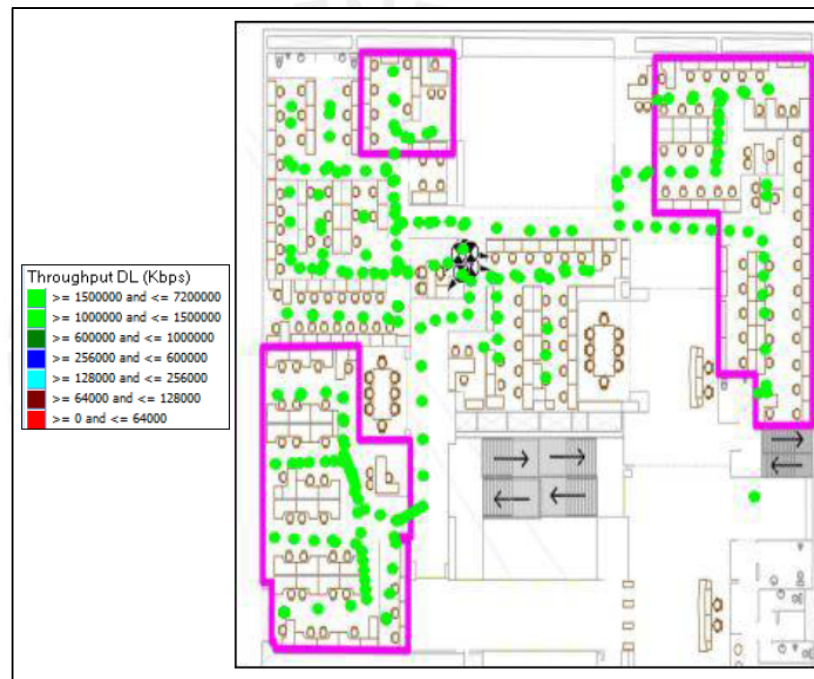 Throughput DL (Kbps)
>= 1500000 and <= 7200000
>= 1000000 and <= 1500000
>= 600000 and <= 1000000
>= 256000 and <= 600000
>= 128000 and <= 256000
>= 64000 and <= 128000
>= 0 and <= 64000